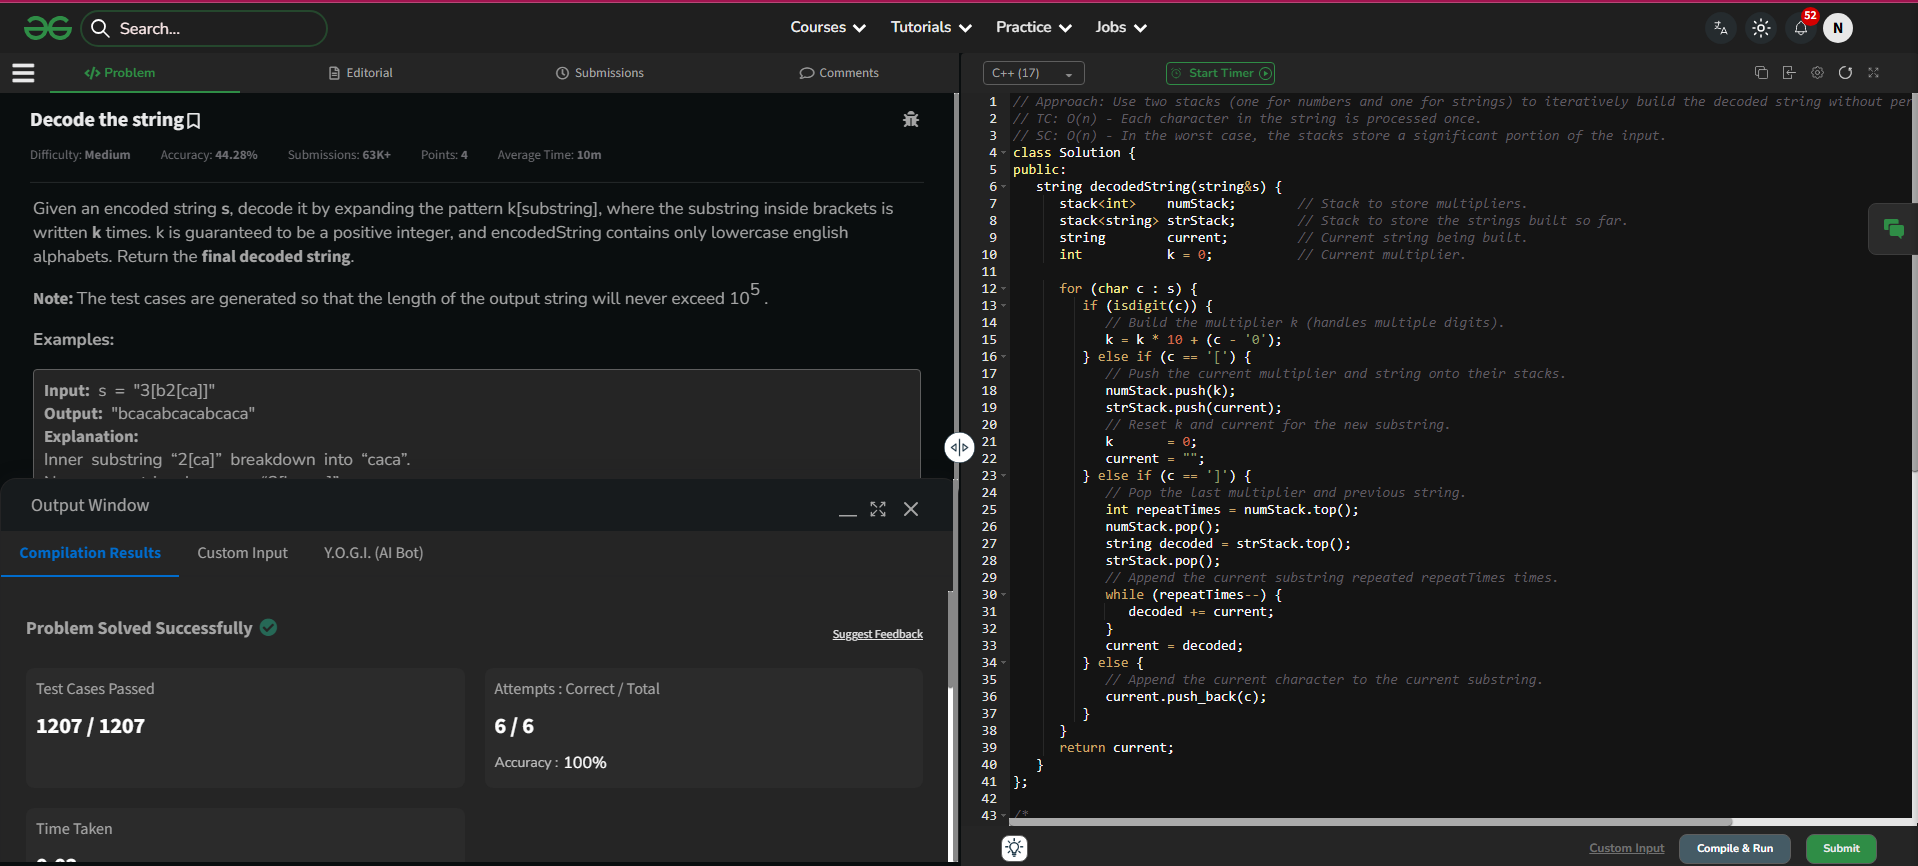 Search...
Courses
Tutorials
Practice
Jobs
52
N
</> Problem
Editorial
Submissions
Comments
C++ (17)
Start Timer
Decode the string
Difficulty: Medium Accuracy: 44.28% Submissions: 63K+ Points: 4 Average Time: 10m
Given an encoded string s, decode it by expanding the pattern k[substring], where the substring inside brackets is
written k times. k is guaranteed to be a positive integer, and encodedString contains only lowercase english
alphabets. Return the final decoded string.
Note: The test cases are generated so that the length of the output string will never exceed 10^5 .
Examples:
Input: s = "3[b2[ca]]"
Output: "bcacabcacabcaca"
Explanation:
Inner substring “2[ca]” breakdown into “caca”.
Output Window
Compilation Results
Custom Input
Y.O.G.I. (AI Bot)
Problem Solved Successfully
Suggest Feedback
Test Cases Passed
1207 / 1207
Attempts : Correct / Total
6 / 6
Accuracy : 100%
Time Taken
1 // Approach: Use two stacks (one for numbers and one for strings) to iteratively build the decoded string without per
2 // TC: O(n) - Each character in the string is processed once.
3 // SC: O(n) - In the worst case, the stacks store a significant portion of the input.
4 class Solution {
5 public:
6 string decodedString(string&s) {
7 stack<int> numStack; // Stack to store multipliers.
8 stack<string> strStack; // Stack to store the strings built so far.
9 string current; // Current string being built.
10 int k = 0; // Current multiplier.
11
12 for (char c : s) {
13 if (isdigit(c)) {
14 // Build the multiplier k (handles multiple digits).
15 k = k * 10 + (c - '0');
16 } else if (c == '[') {
17 // Push the current multiplier and string onto their stacks.
18 numStack.push(k);
19 strStack.push(current);
20 // Reset k and current for the new substring.
21 k = 0;
22 current = "";
23 } else if (c == ']') {
24 // Pop the last multiplier and previous string.
25 int repeatTimes = numStack.top();
26 numStack.pop();
27 string decoded = strStack.top();
28 strStack.pop();
29 // Append the current substring repeated repeatTimes times.
30 while (repeatTimes--) {
31 decoded += current;
32 }
33 current = decoded;
34 } else {
35 // Append the current character to the current substring.
36 current.push_back(c);
37 }
38 }
39 return current;
40 }
41 };
42
43 /*
Custom Input
Compile & Run
Submit